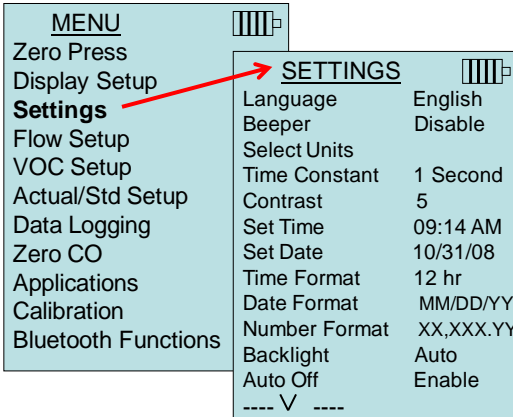 MENU
Zero Press
Display Setup
Settings
Flow Setup
VOC Setup
Actual/Std Setup
Data Logging
Zero CO
Applications
Calibration
Bluetooth Functions
SETTINGS
Language English
Beeper Disable
Select Units
Time Constant 1 Second
Contrast 5
Set Time 09:14 AM
Set Date 10/31/08
Time Format 12 hr
Date Format MM/DD/YY
Number Format XX,XXX.YY
Backlight Auto
Auto Off Enable
---- V ----